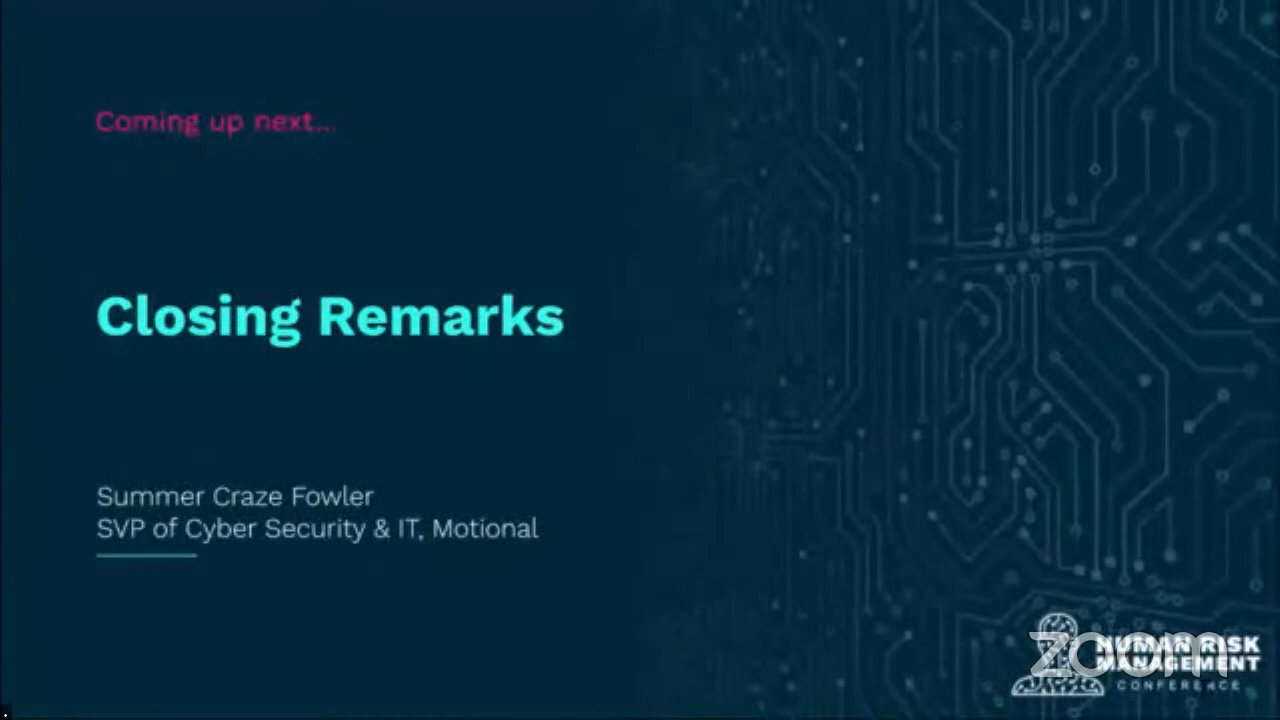 Coming up next...
Closing Remarks
Summer Craze Fowler
SVP of Cyber Security & IT, Motional
HUMAN RISK
MANAGEMENT
CONFERENCE
zoom